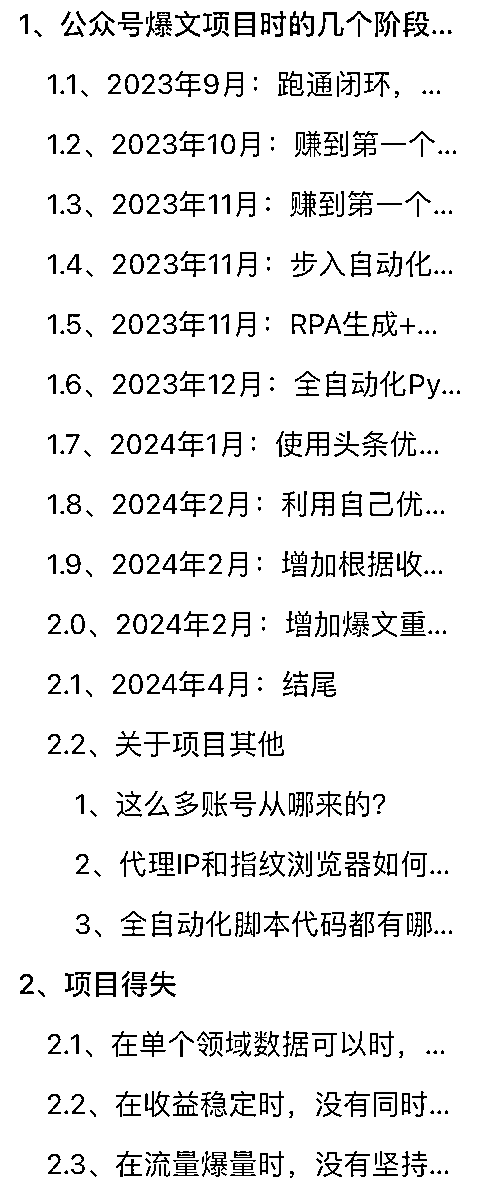 1、公众号爆文项目时的几个阶段...
1.1、2023年9月：跑通闭环，...
1.2、2023年10月：赚到第一个...
1.3、2023年11月：赚到第一个...
1.4、2023年11月：步入自动化...
1.5、2023年11月：RPA生成+...
1.6、2023年12月：全自动化Py...
1.7、2024年1月：使用头条优...
1.8、2024年2月：利用自己优...
1.9、2024年2月：增加根据收...
2.0、2024年2月：增加爆文重...
2.1、2024年4月：结尾
2.2、关于项目其他
1、这么多账号从哪来的？
2、代理IP和指纹浏览器如何...
3、全自动化脚本代码都有哪...
2、项目得失
2.1、在单个领域数据可以时，...
2.2、在收益稳定时，没有同时...
2.3、在流量爆量时，没有坚持...